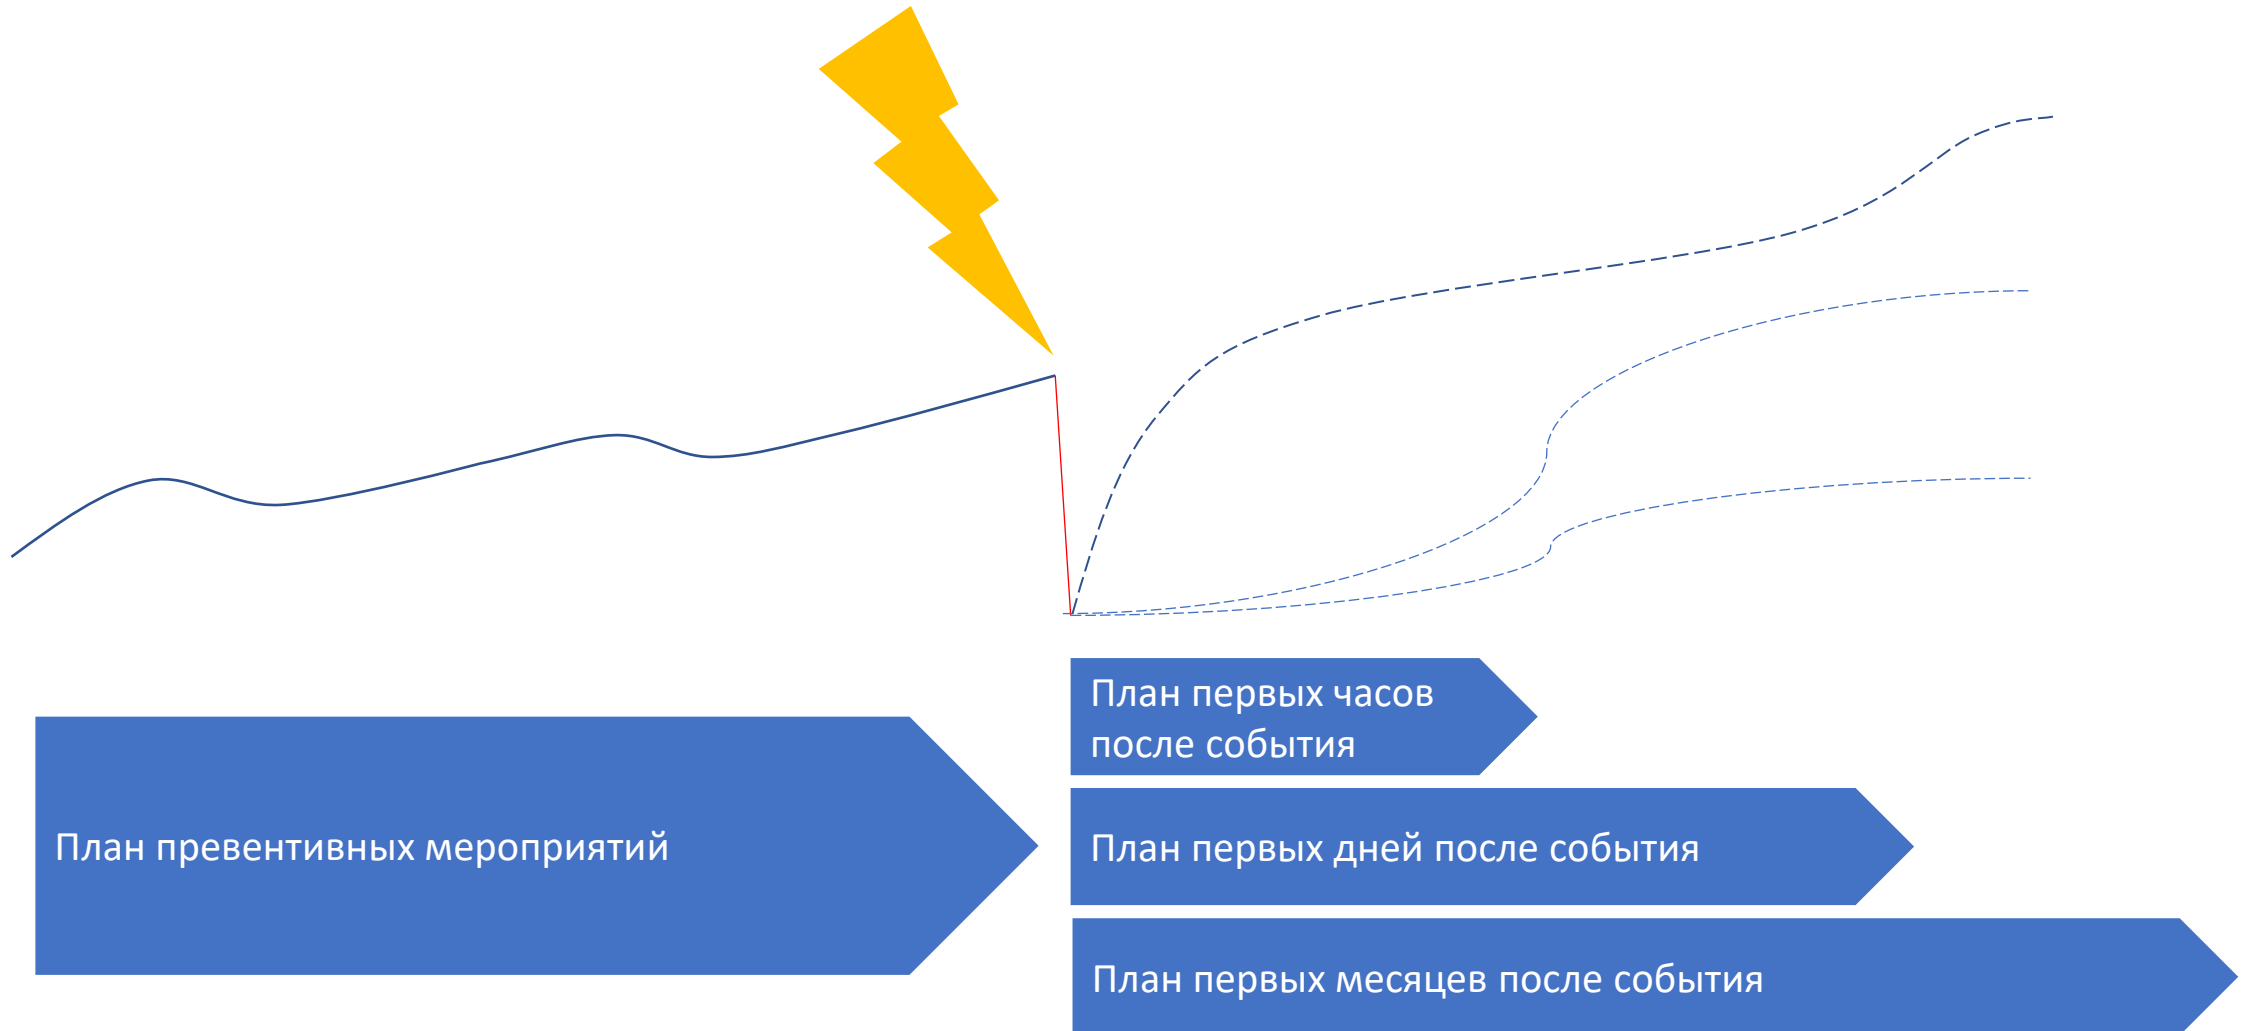 План первых часов
после события
План превентивных мероприятий
План первых дней после события
План первых месяцев после события